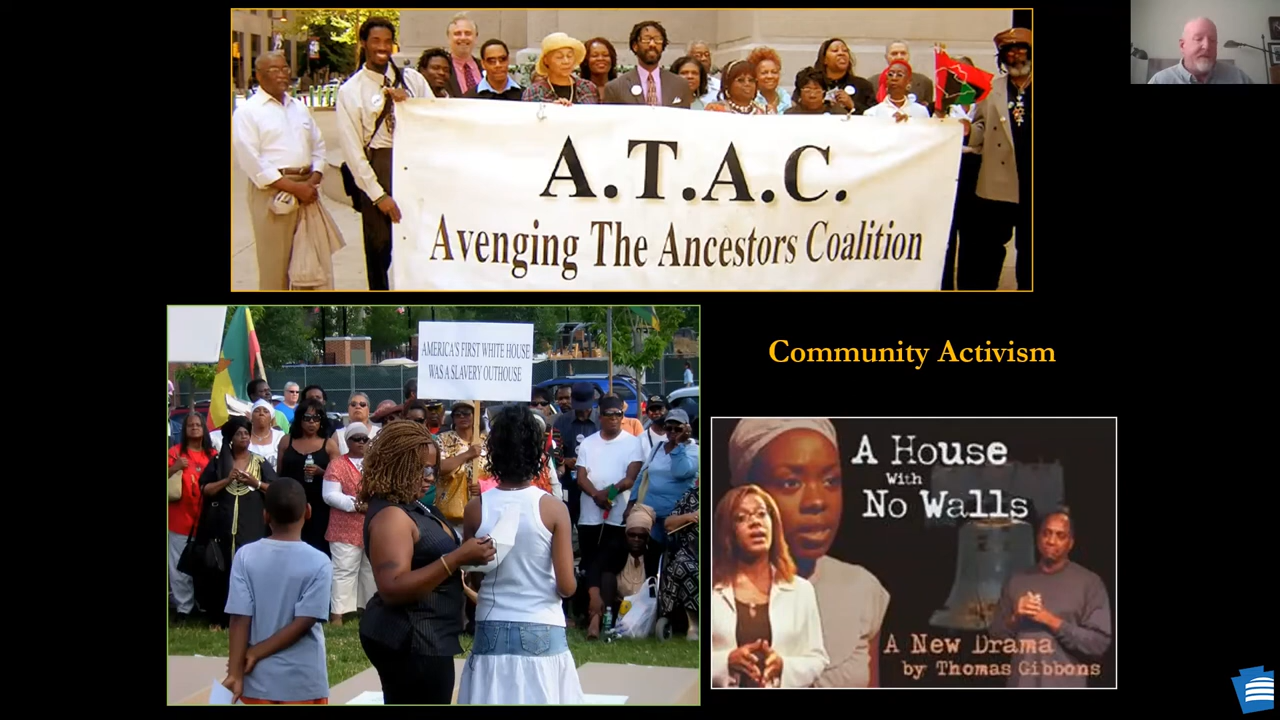 A.T.A.C.
Avenging The Ancestors Coalition
AMERICA'S FIRST WHITE HOUSE
WAS A SLAVERY OUTHOUSE
Community Activism
A House
With
No Walls
A New Drama
by Thomas Gibbons